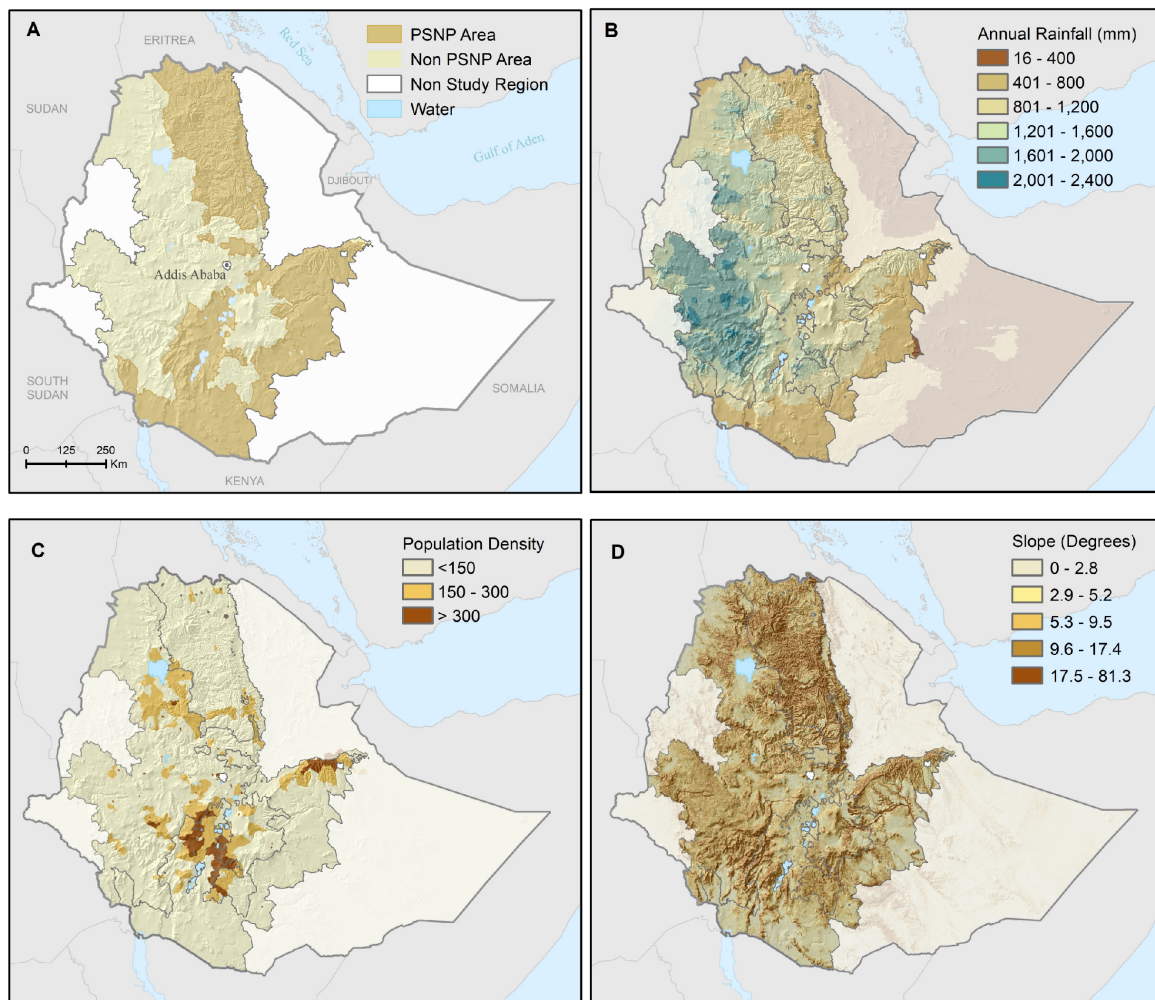 A
PSNP Area
Non PSNP Area
Non Study Region
Water
ERITREA
Red Sea
SUDAN
Gulf of Aden
DJIBOUTI
Addis Ababa
SOUTH
SUDAN
SOMALIA
0 125 250
Km
KENYA
B
Annual Rainfall (mm)
16 - 400
401 - 800
801 - 1,200
1,201 - 1,600
1,601 - 2,000
2,001 - 2,400
C
Population Density
<150
150 - 300
> 300
D
Slope (Degrees)
0 - 2.8
2.9 - 5.2
5.3 - 9.5
9.6 - 17.4
17.5 - 81.3